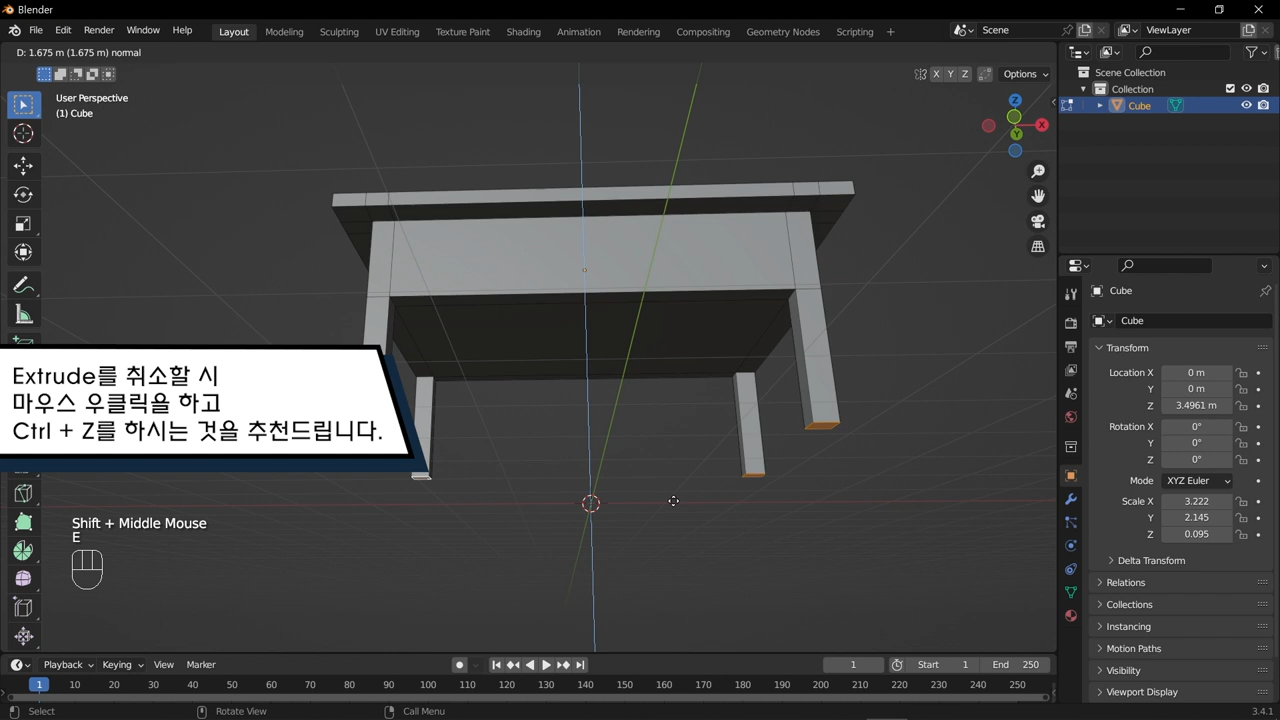 Blender
File Edit Render Window Help
Layout Modeling Sculpting UV Editing Texture Paint Shading Animation Rendering Compositing Geometry Nodes Scripting +
Scene
ViewLayer
D: 1.675 m (1.675 m) normal
X Y Z
Options
User Perspective
(1) Cube
Z
Y
X
Scene Collection
Collection
Cube
Cube
Cube
Transform
Location X 0 m
Y 0 m
Z 3.4961 m
Rotation X 0°
Y 0°
Z 0°
Mode XYZ Euler
Scale X 3.222
Y 2.145
Z 0.095
Delta Transform
Relations
Collections
Instancing
Motion Paths
Visibility
Viewport Display
Extrude를 취소할 시
마우스 우클릭을 하고
Ctrl + Z를 하시는 것을 추천드립니다.
Shift + Middle Mouse
E
Playback Keying View Marker
1 Start 1 End 250
1 10 20 30 40 50 60 70 80 90 100 110 120 130 140 150 160 170 180 190 200 210 220 230 240 250
Select Rotate View Call Menu
3.4.1